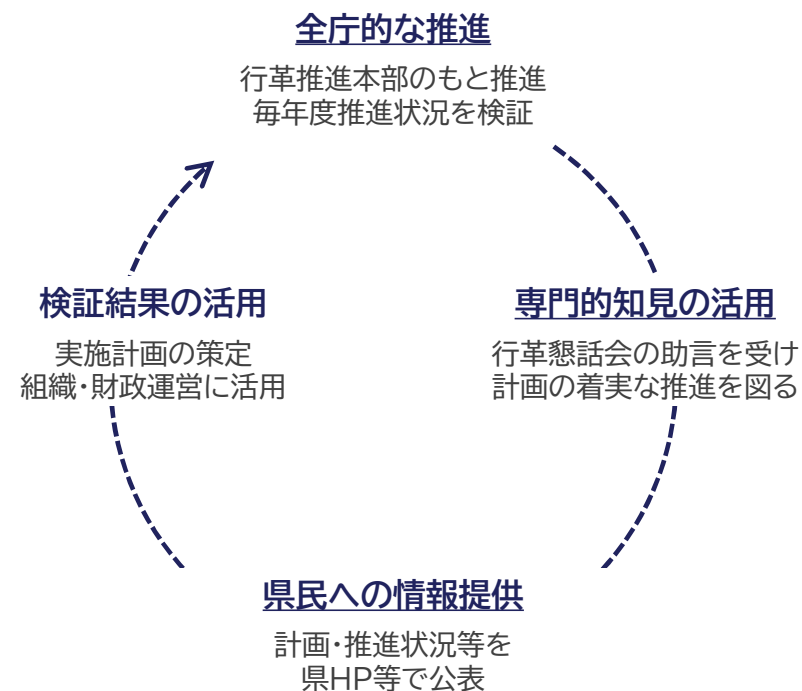 全庁的な推進
行革推進本部のもと推進
毎年度推進状況を検証
検証結果の活用
実施計画の策定
組織・財政運営に活用
専門的知見の活用
行革懇話会の助言を受け
計画の着実な推進を図る
県民への情報提供
計画・推進状況等を
県HP等で公表